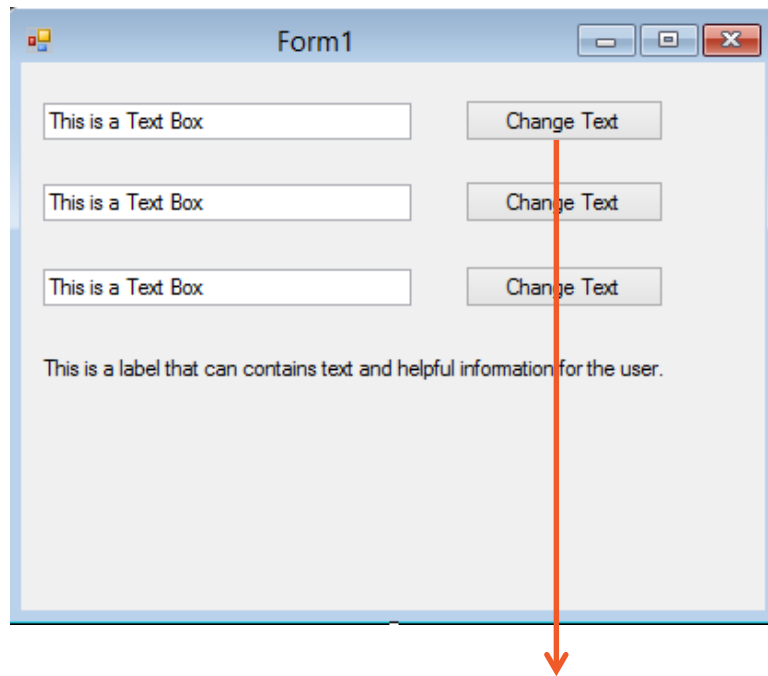 Form1
This is a Text Box
Change Text
This is a Text Box
Change Text
This is a Text Box
Change Text
This is a label that can contains text and helpful information for the user.